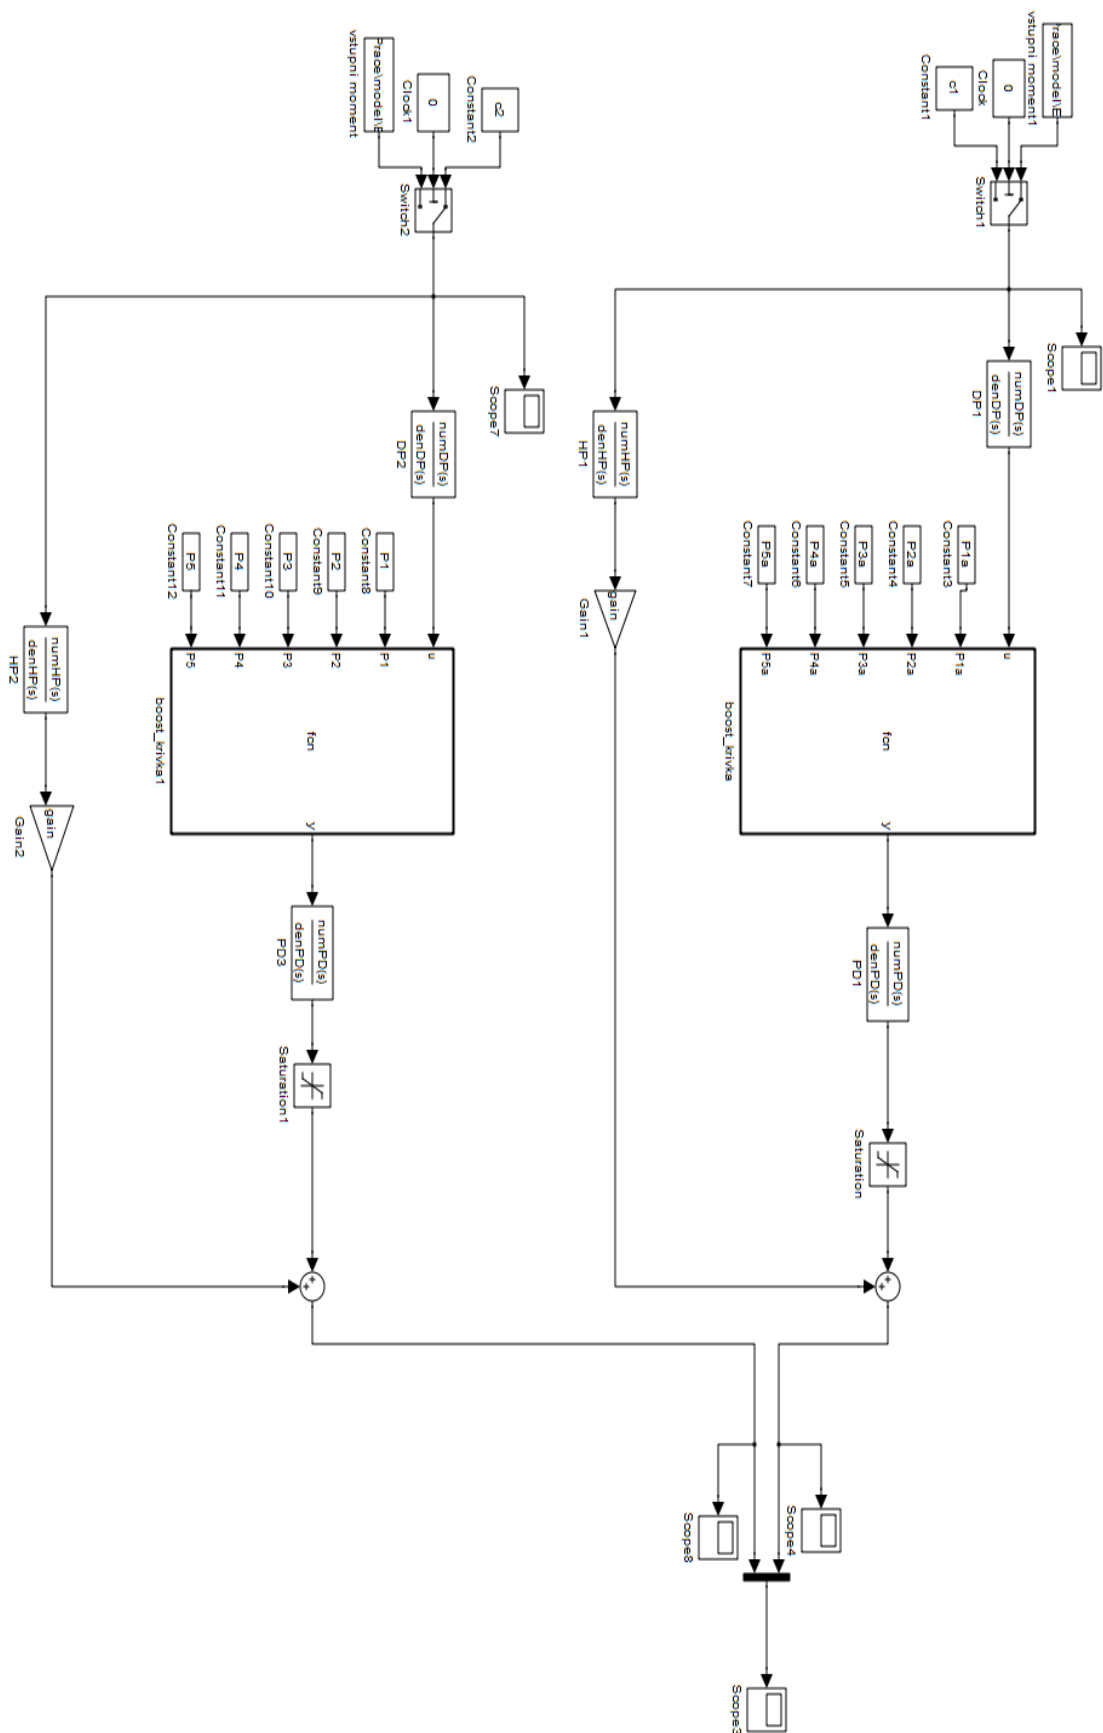 'race\model\E
vstupni moment1
0
Clock
c1
Constant1
Switch1
Scope1
numDP(s)
denDP(s)
DP1
numHP(s)
denHP(s)
HP1
gain
Gain1
P1a
Constant3
P2a
Constant4
P3a
Constant5
P4a
Constant6
P5a
Constant7
u
P1a
P2a
P3a
P4a
P5a
fcn
y
boost_krivka
numPD(s)
denPD(s)
PD1
Saturation
Scope4
Scope3
c2
Constant2
0
Clock1
Prace\model\E
vstupni moment
Switch2
Scope7
numDP(s)
denDP(s)
DP2
P1
Constant8
P2
Constant9
P3
Constant10
P4
Constant11
P5
Constant12
u
P1
P2
P3
P4
P5
fcn
y
boost_krivka1
numPD(s)
denPD(s)
PD3
Saturation1
numHP(s)
denHP(s)
HP2
gain
Gain2
Scope8